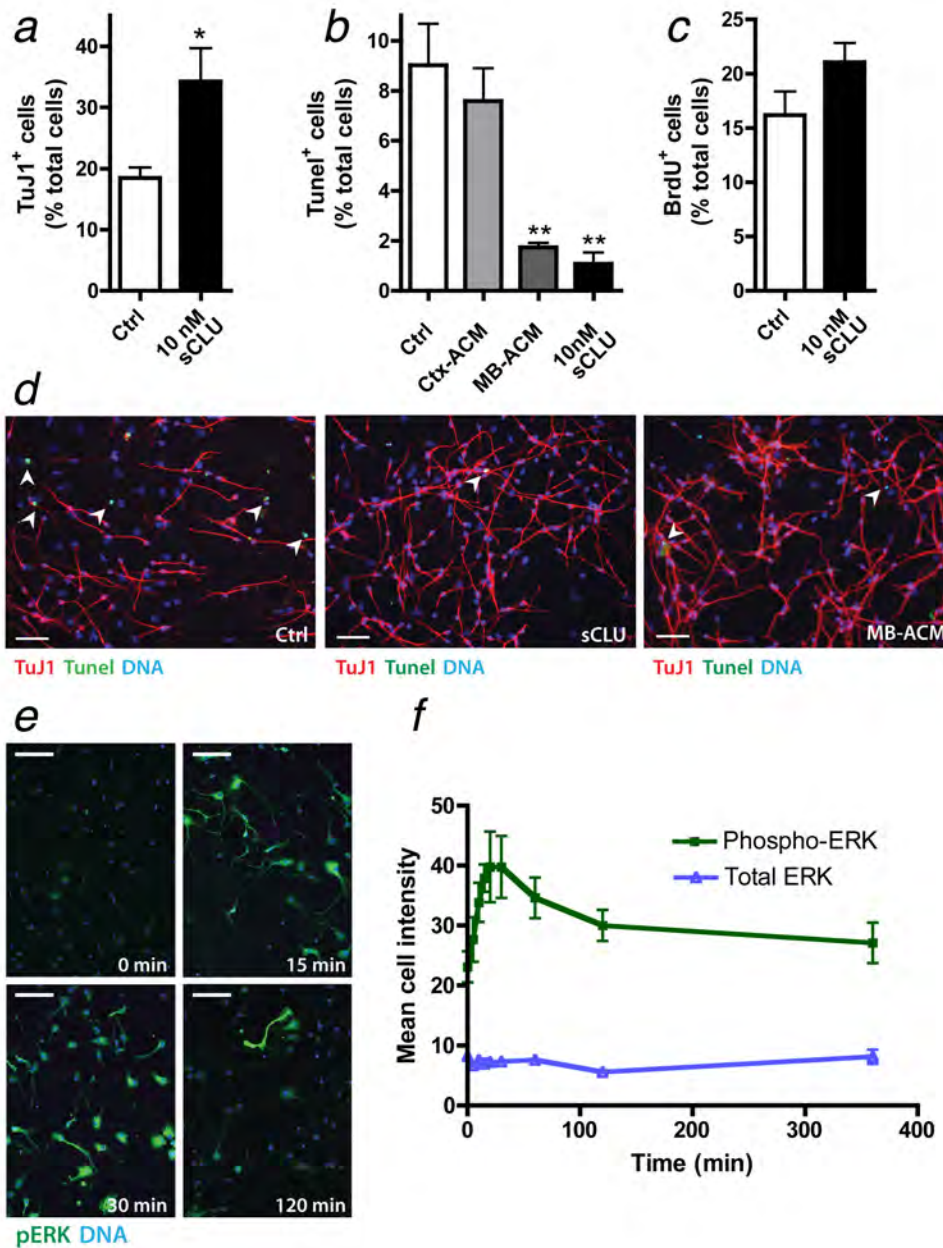 a
TuJ1+ cells
(% total cells)
40
30
20
10
0
*
Ctrl
10 nM
sCLU
b
Tunel+
(% total cells)
10
8
6
4
2
0
**
**
Ctrl
Ctx-ACM
MB-ACM
10nM
sCLU
c
BrdU+ cells
(% total cells)
25
20
15
10
5
0
Ctrl
10 nM
sCLU
d
Ctrl
sCLU
MB-ACM
TuJ1 Tunel DNA
TuJ1 Tunel DNA
TuJ1 Tunel DNA
e
0 min
15 min
30 min
120 min
pERK DNA
f
Mean cell intensity
50
40
30
20
10
0
Phospho-ERK
Total ERK
0
100
200
300
400
Time (min)